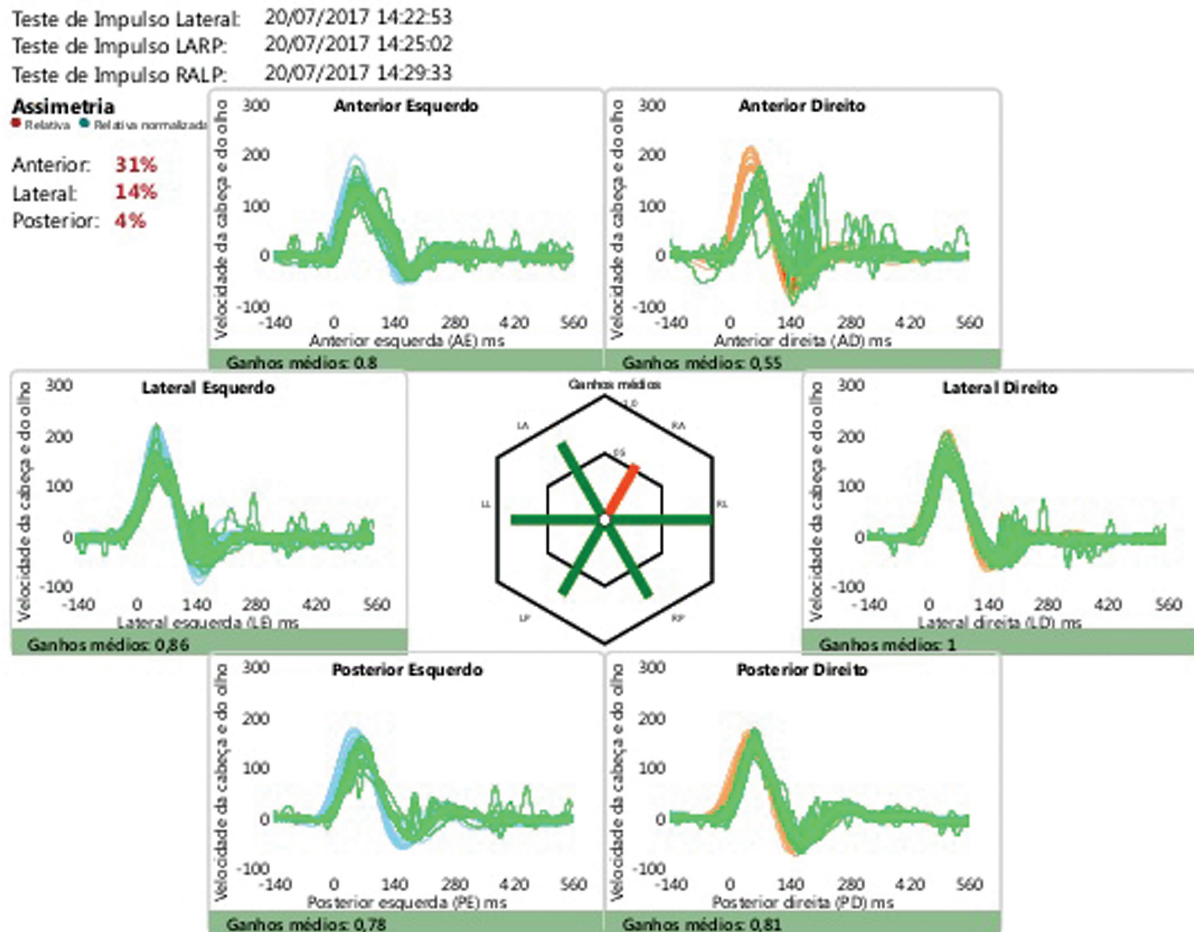 Teste de Impulso Lateral: 20/07/2017 14:22:53
Teste de Impulso LARP: 20/07/2017 14:25:02
Teste de Impulso RALP: 20/07/2017 14:29:33
Assimetria
Relativa Relativa normalizada
Anterior: 31%
Lateral: 14%
Posterior: 4%
Anterior Esquerdo
Velocidade da cabeça e do olho
300
200
100
0
-100
-140 0 140 280 420 560
Anterior esquerda (AE) ms
Ganhos médios: 0.8
Anterior Direito
Velocidade da cabeça e do olho
300
200
100
0
-100
-140 0 140 280 420 560
Anterior direita (AD) ms
Ganhos médios: 0,55
Lateral Esquerdo
Velocidade da cabeça e do olho
300
200
100
0
-100
-140 0 140 280 420 560
Lateral esquerda (LE) ms
Ganhos médios: 0,86
Ganhos médios
1,0
LA RA
0,5
LL RL
LP RP
Lateral Direito
Velocidade da cabeça e do olho
300
200
100
0
-100
-140 0 140 280 420 560
Lateral direita (LD) ms
Ganhos médios: 1
Posterior Esquerdo
Velocidade da cabeça e do olho
300
200
100
0
-100
-140 0 140 280 420 560
Posterior esquerda (PE) ms
Ganhos médios: 0,78
Posterior Direito
Velocidade da cabeça e do olho
300
200
100
0
-100
-140 0 140 280 420 560
Posterior direita (PD) ms
Ganhos médios: 0,81